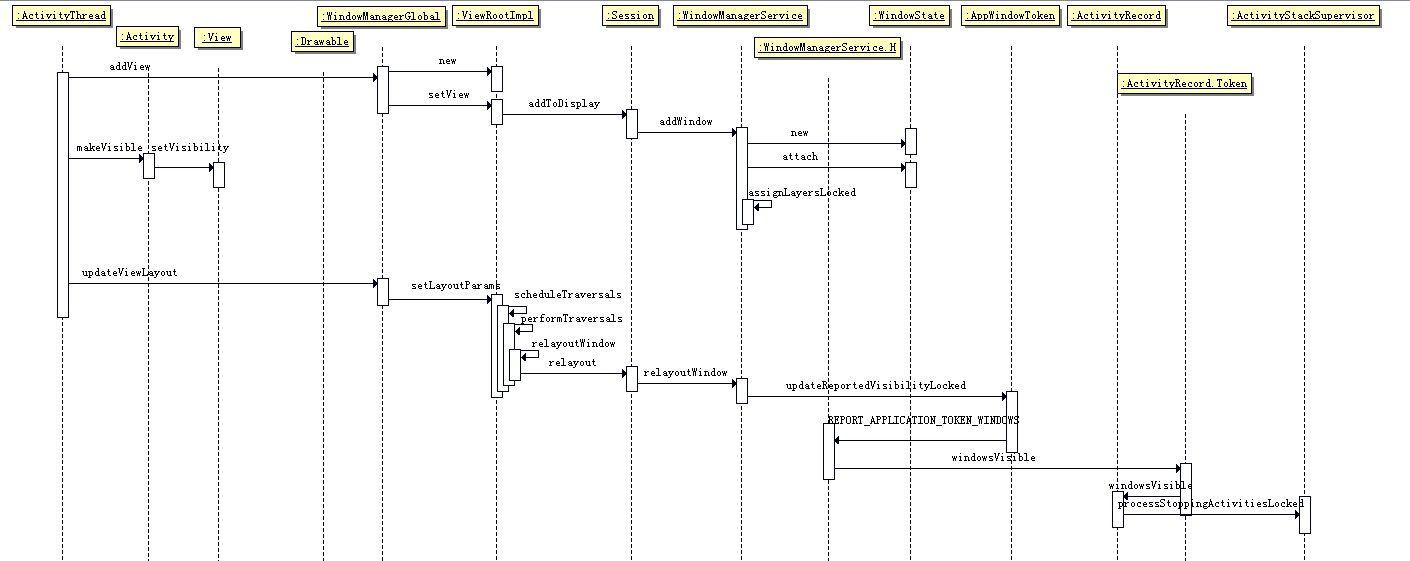 :ActivityThread
:Activity
:View
:Drawable
:WindowManagerGlobal
:ViewRootImpl
:Session
:WindowManagerService
:WindowManagerService.H
:WindowState
:AppWindowToken
:ActivityRecord
:ActivityRecord.Token
:ActivityStackSupervisor
addView
new
setView
addToDisplay
addWindow
new
makeVisible
setVisibility
attach
assignLayersLocked
updateViewLayout
setLayoutParams
scheduleTraversals
performTraversals
relayoutWindow
relayout
relayoutWindow
updateReportedVisibilityLocked
REPORT_APPLICATION_TOKEN_WINDOWS
windowsVisible
windowsVisible
processStoppingActivitiesLocked